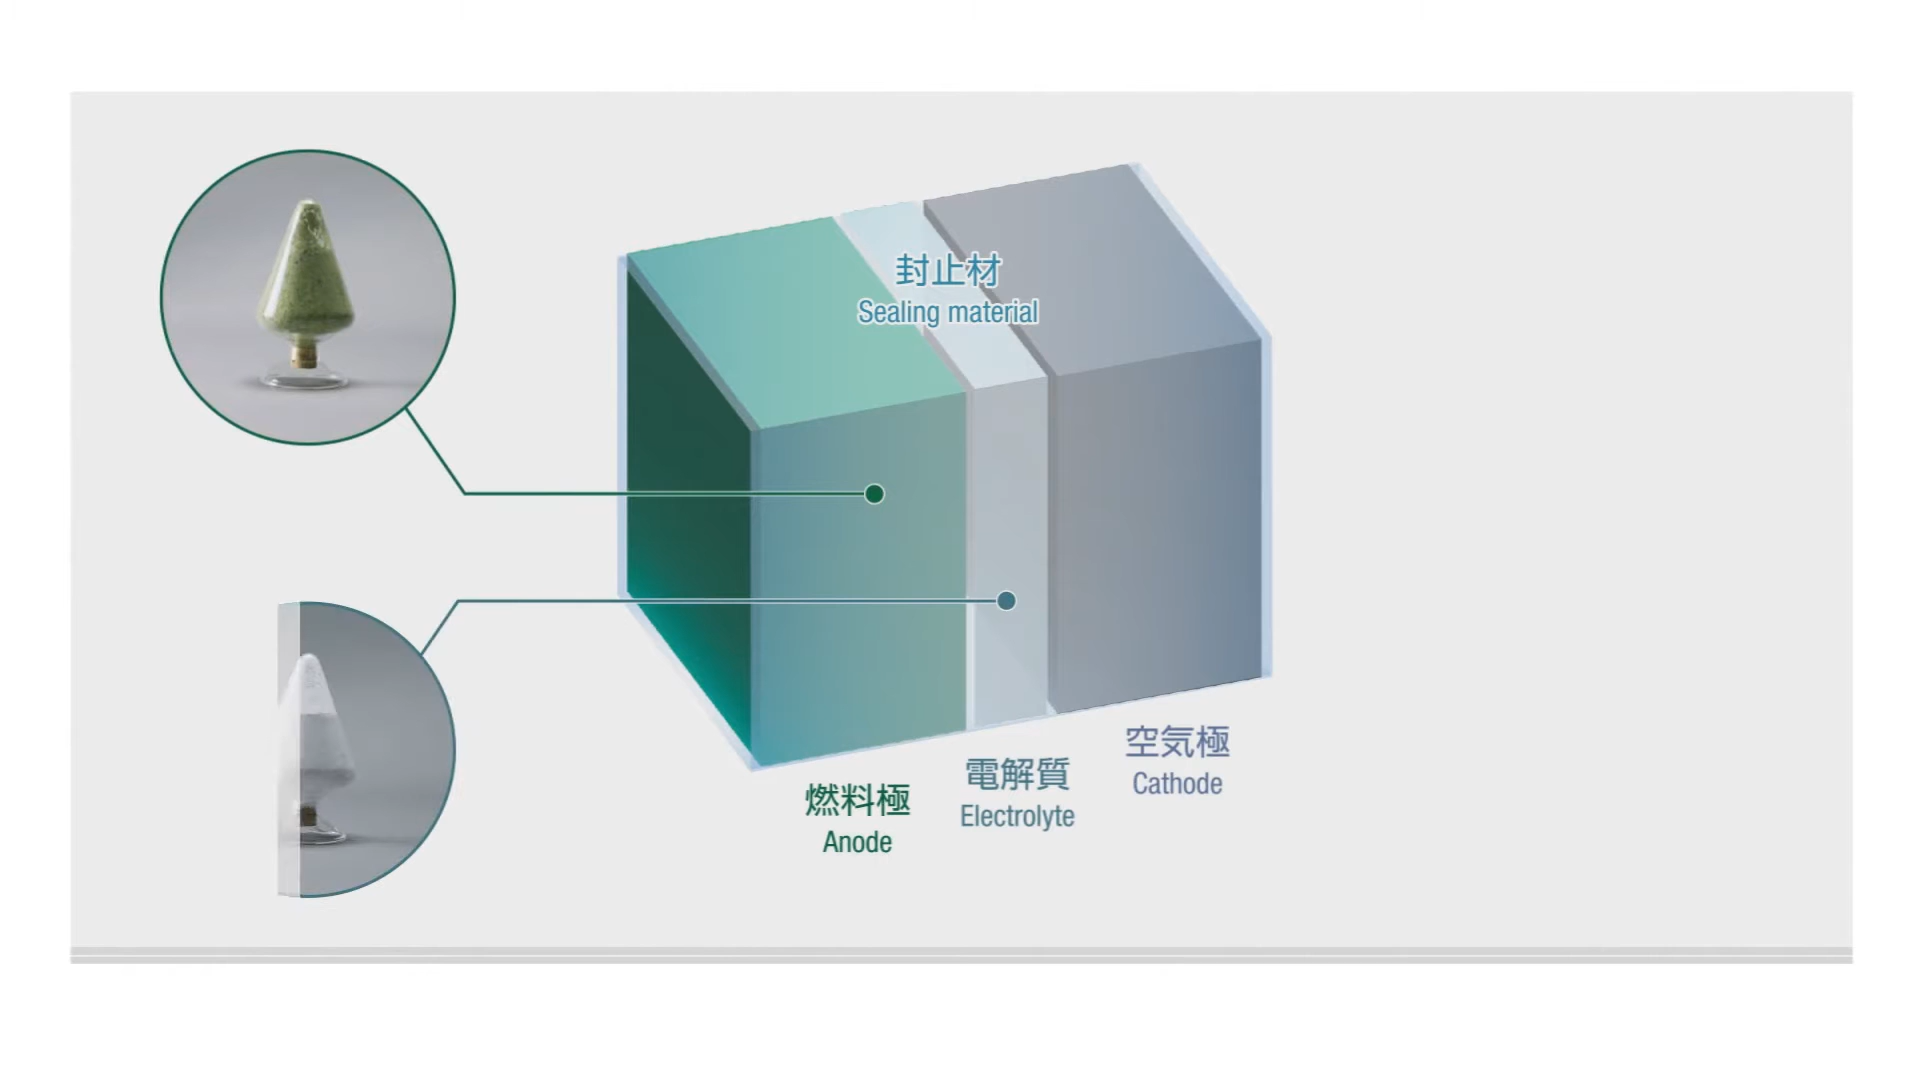 封止材
Sealing material
燃料極
Anode
電解質
Electrolyte
空気極
Cathode